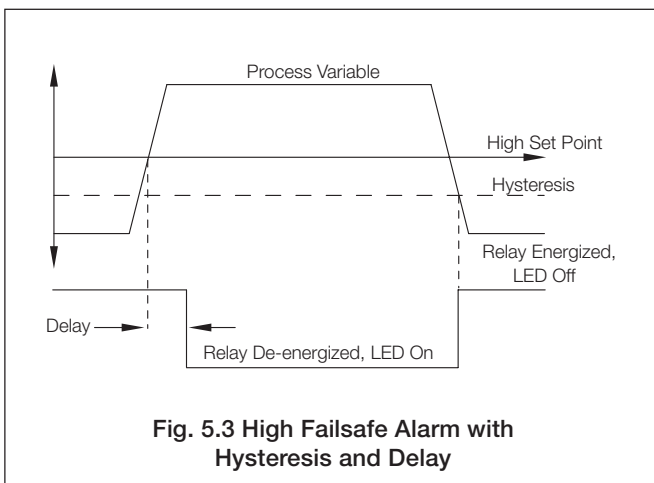 Process Variable
High Set Point
Hysteresis
Relay Energized,
LED Off
Delay
Relay De-energized, LED On
Fig. 5.3 High Failsafe Alarm with
Hysteresis and Delay